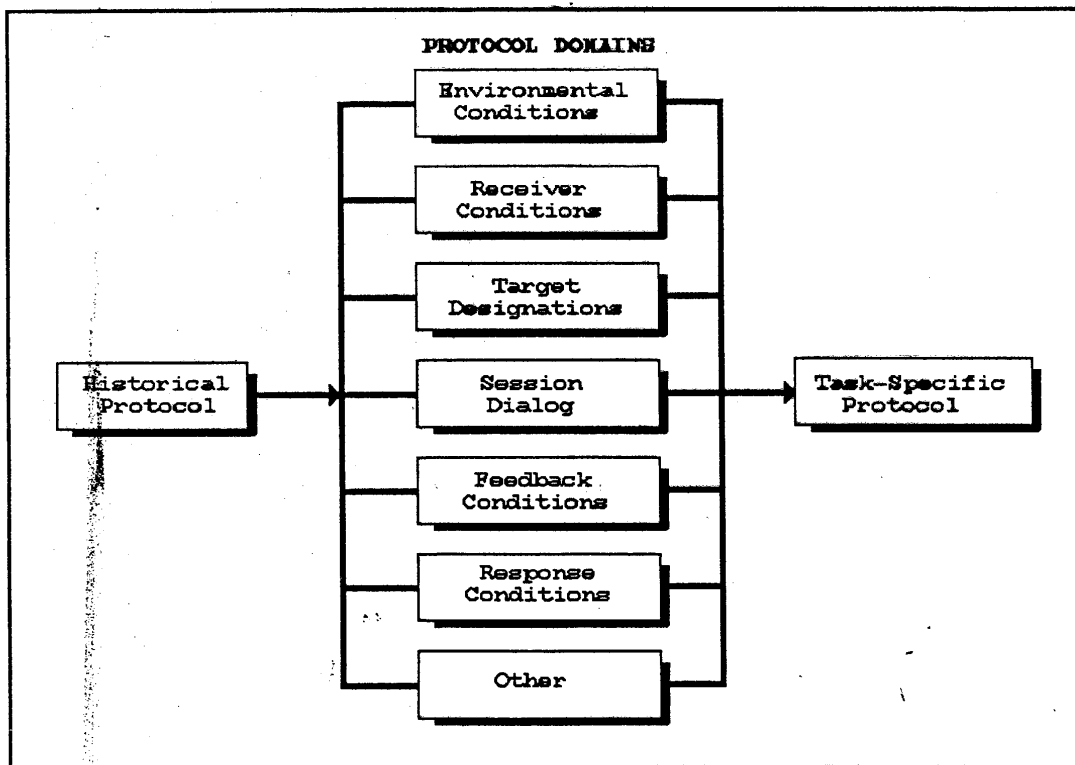 PROTOCOL DOMAINS
Environmental
Conditions
Receiver
Conditions
Target
Designations
Historical
Protocol
Session
Dialog
Task-Specific
Protocol
Feedback
Conditions
Response
Conditions
Other